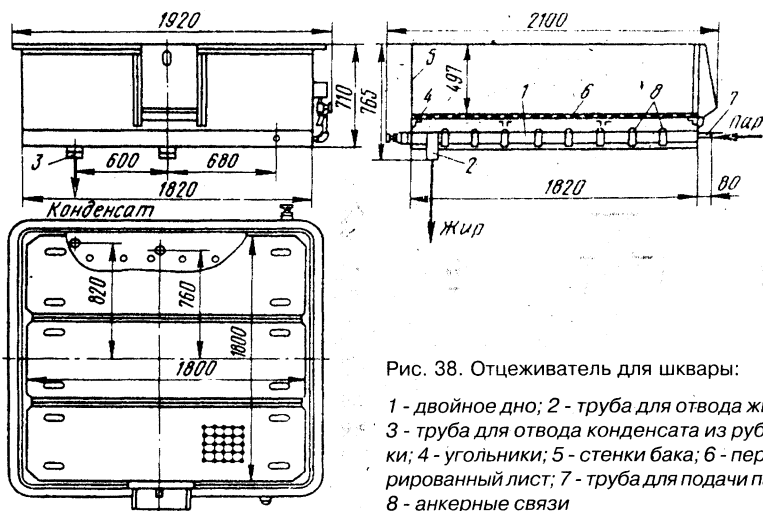 1920
2100
710
765
497
5
4
1
6
8
7
пар
3
600
680
2
1820
1820
80
Конденсат
Жир
820
760
1800
1800
Рис. 38. Отцеживатель для шквары:
1 - двойное дно; 2 - труба для отвода жи
3 - труба для отвода конденсата из руб
ки; 4 - угольники; 5 - стенки бака; 6 - пер
рированный лист; 7 - труба для подачи п
8 - анкерные связи